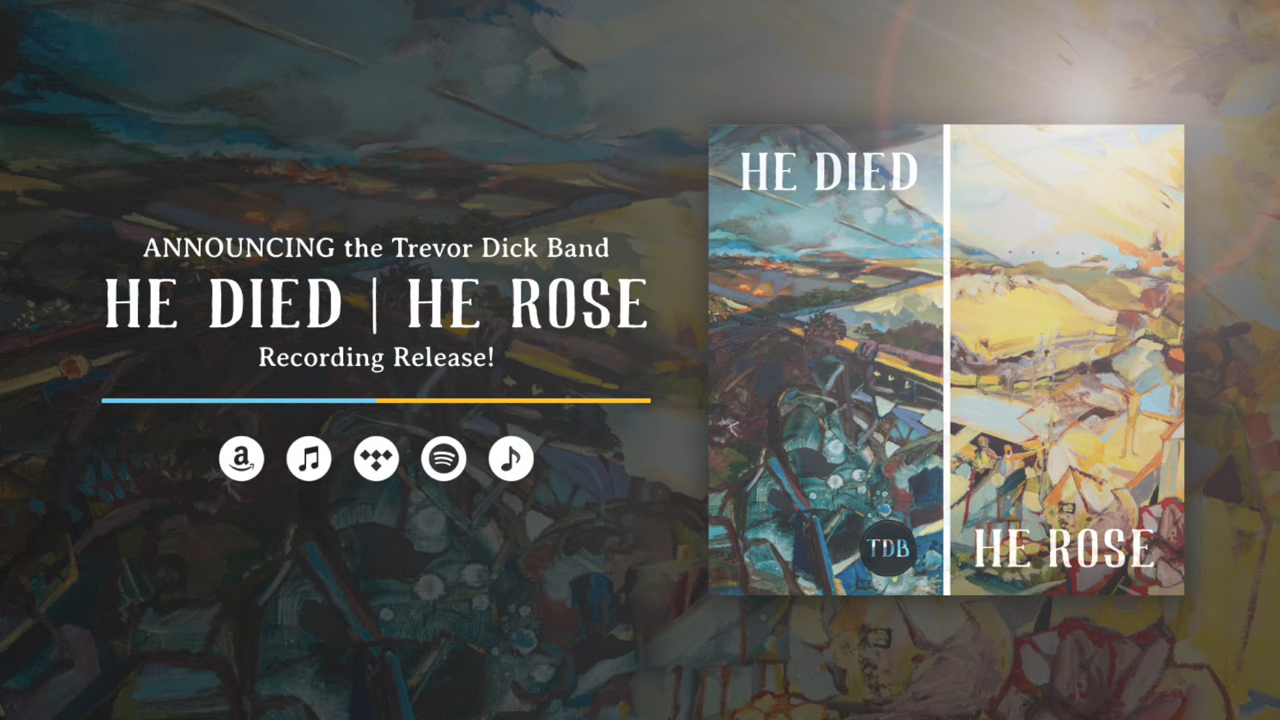 ANNOUNCING the Trevor Dick Band
HE DIED | HE ROSE
Recording Release!
HE DIED
TDB
HE ROSE